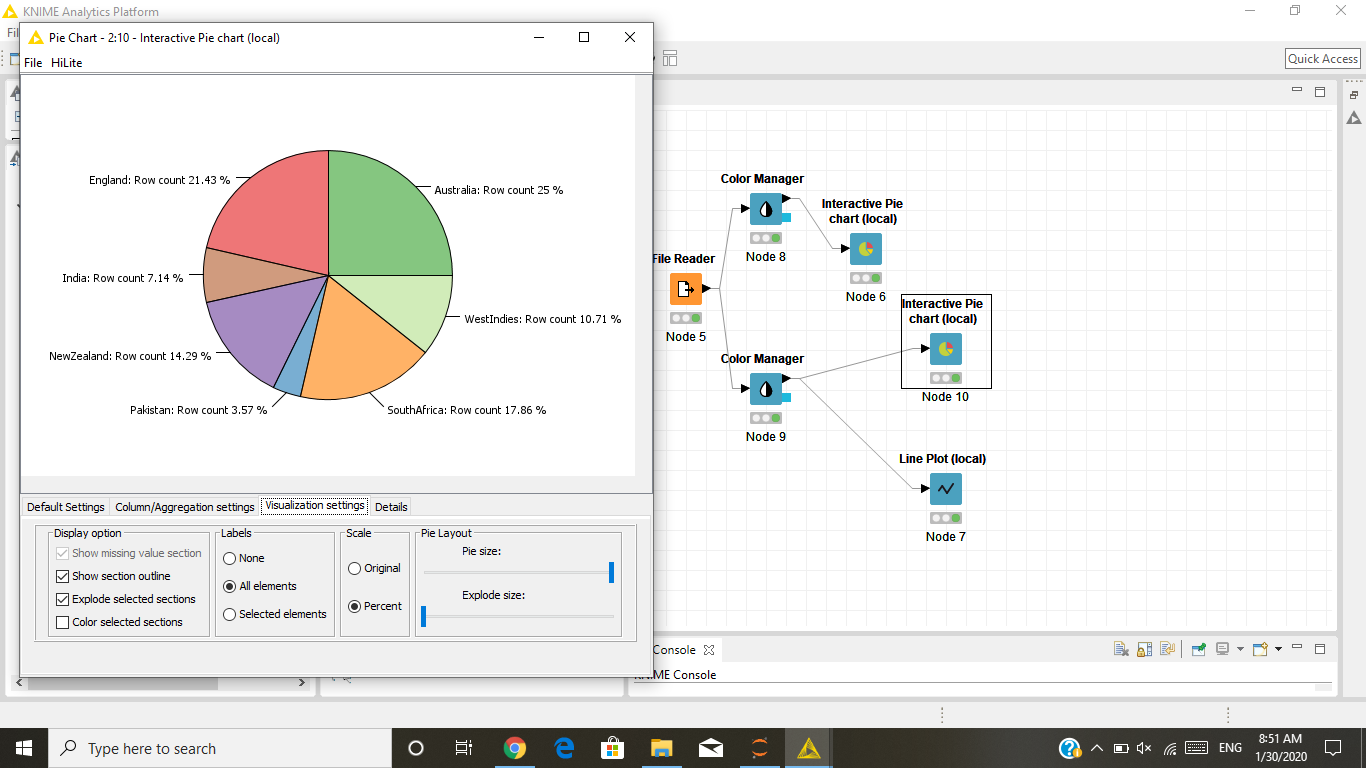 KNIME Analytics Platform
Pie Chart - 2:10 - Interactive Pie chart (local)
File HiLite
Quick Access
England: Row count 21.43 %
Australia: Row count 25 %
India: Row count 7.14 %
WestIndies: Row count 10.71 %
NewZealand: Row count 14.29 %
Pakistan: Row count 3.57 %
SouthAfrica: Row count 17.86 %
Default Settings Column/Aggregation settings Visualization settings Details
Display option
Show missing value section
Show section outline
Explode selected sections
Color selected sections
Labels
None
All elements
Selected elements
Scale
Original
Percent
Pie Layout
Pie size:
Explode size:
Color Manager
Node 8
Interactive Pie
chart (local)
Node 6
File Reader
Node 5
Interactive Pie
chart (local)
Node 10
Color Manager
Node 9
Line Plot (local)
Node 7
Console
KNIME Console
Type here to search
ENG
8:51 AM
1/30/2020